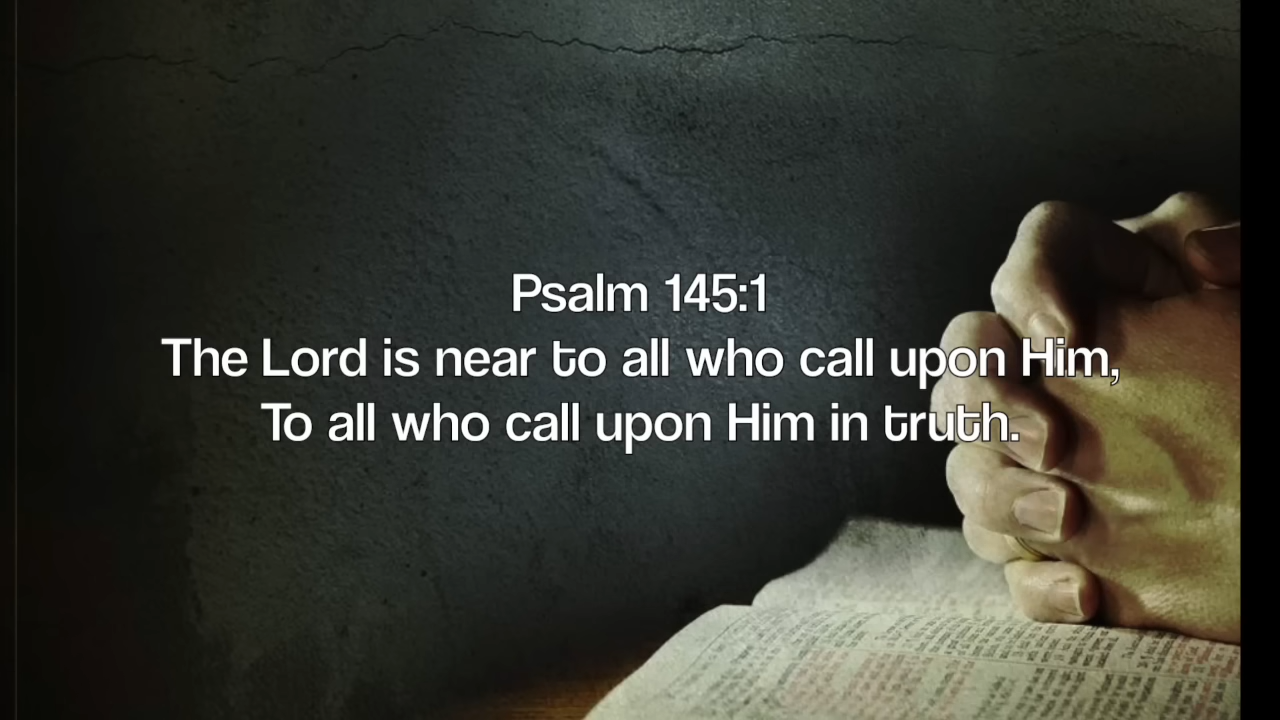 Psalm 145:1
The Lord is near to all who call upon Him,
To all who call upon Him in truth.